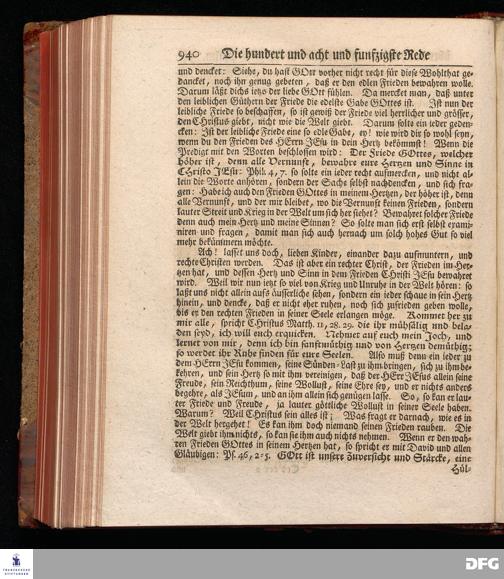 940 Die hundert und acht und funfzigste Rede
und dencket: Siehe, du hast GOtt vorher nicht recht für diese Wohlthat ge-
dancket, noch ihn genug gebeten, daß er den edlen Frieden bewahren wolle.
Darum läßt dichs ietzo der liebe GOtt fühlen. Da mercket man, daß unter
den leiblichen Güthern der Friede die edelste Gabe GOttes ist. Ist nun der
leibliche Friede so beschaffen, so ist gewiß der Friede viel herrlicher und grösser,
den Christus giebet, nicht wie die Welt giebt. Darum solte ein ieder geden-
cken: Ist der leibliche Friede eine so edle Gabe, ey! wie wird dir so wohl seyn,
wenn du den Frieden des HErrn JEsu in dein Hertz bekömmst! Wenn die
Predigt mit den Worten beschlossen wird: Der Friede GOttes, welcher
höher ist, denn alle Vernunft, bewahre eure Hertzen und Sinne in
CHristo JEsu: Phil. 4, 7. so solte ein ieder recht aufmercken, und nicht al-
lein die Worte anhören, sondern der Sache selbst nachdencken, und sich fra-
gen: Habe ich auch den Frieden GOttes in meinem Hertzen, der höher ist, denn
alle Vernunft, und der mir bleibet, wo die Vernunft keinen Frieden, sondern
lauter Streit und Krieg in der Welt um sich her siehet? Bewahret solcher Friede
denn auch mein Hertz und meine Sinnen? So solte man sich erst selbst exami-
niren und fragen, damit man sich auch hernach um solch hohes Gut so viel
mehr bekümmern möchte.
Ach! lasset uns doch, lieben Kinder, einander dazu aufmuntern, und
rechte Christen werden. Das ist aber ein rechter Christ, der Frieden im Her-
tzen hat, und dessen Hertz und Sinn in dem Frieden CHristi JEsu bewahret
wird. Weil wir nun ietzt so viel von Krieg und Unruhe in der Welt hören: so
laßt uns nicht allein aufs äusserliche sehen, sondern ein ieder schaue in sein Hertz
hinein, und dencke, daß er nicht eher ruhen, noch sich zufrieden geben wolle,
bis er den rechten Frieden in seiner Seele erlangen möge. Kommet her zu
mir alle, spricht Christus Matth. 11, 28. 29. die ihr mühsälig und bela-
den seyd, ich will euch erquicken. Nehmet auf euch mein Joch, und
lernet von mir, denn ich bin sanftmüthig und von Hertzen demüthig;
so werdet ihr Ruhe finden für eure Seelen. Also muß denn ein ieder zu
dem HErrn JEsu kommen, seine Sünden-Last zu ihm bringen, sich zu ihm be-
kehren, und sein Hertz so mit ihm vereinigen, daß der HErr JEsus allein seine
Freude, sein Reichthum, seine Wollust, seine Ehre sey, und er nichts anders
begehre, als JEsum, und an ihm allein sich genügen lasse. So, so kan er lau-
ter Friede und Freude, ja lauter göttliche Wollust in seiner Seele haben.
Warum? Weil CHristus sein alles ist; Was fragt er darnach, wie es in
der Welt hergehet! Es kan ihm doch niemand seinen Frieden rauben. Die
Welt giebt ihm nichts, so kan sie ihm auch nichts nehmen. Wenn er den wah-
ren Frieden GOttes in seinem Hertzen hat, so spricht er mit David und allen
Gläubigen: Ps. 46, 2-5. GOtt ist unsere Zuversicht und Stärcke, eine
Hül-
FRANCKESCHE
STIFTUNGEN
DFG